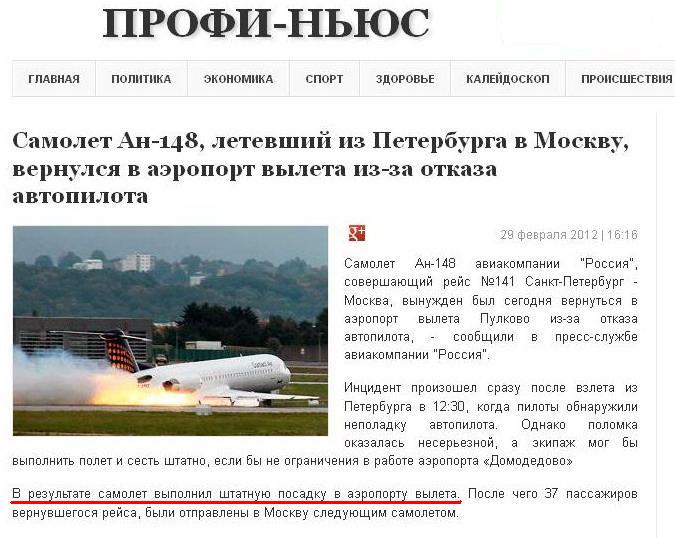 ПРОФИ-НЬЮС
ГЛАВНАЯ ПОЛИТИКА ЭКОНОМИКА СПОРТ ЗДОРОВЬЕ КАЛЕЙДОСКОП ПРОИСШЕСТВИЯ
Самолет Ан-148, летевший из Петербурга в Москву,
вернулся в аэропорт вылета из-за отказа
автопилота
g+
29 февраля 2012 | 16:16
Самолет Ан-148 авиакомпании "Россия",
совершающий рейс №141 Санкт-Петербург -
Москва, вынужден был сегодня вернуться в
аэропорт вылета Пулково из-за отказа
автопилота, - сообщили в пресс-службе
авиакомпании "Россия".
Инцидент произошел сразу после взлета из
Петербурга в 12:30, когда пилоты обнаружили
неполадку автопилота. Однако поломка
оказалась несерьезной, а экипаж мог бы
выполнить полет и сесть штатно, если бы не ограничения в работе аэропорта «Домодедово»
В результате самолет выполнил штатную посадку в аэропорту вылета. После чего 37 пассажиров
вернувшегося рейса, были отправлены в Москву следующим самолетом.